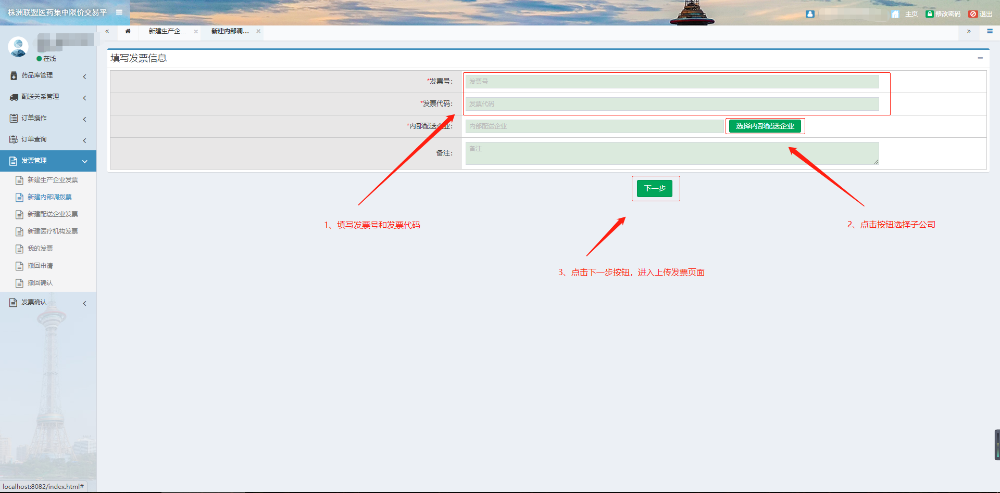 株洲联盟医药集中限价交易平
主页
修改密码
退出
新建生产企...
新建内部调...
在线
药品库管理
配送关系管理
订单操作
订单查询
发票管理
新建生产企业发票
新建内部调拨票
新建配送企业发票
新建医疗机构发票
我的发票
撤回申请
撤回确认
发票确认
填写发票信息
*发票号：
发票号
*发票代码：
发票代码
*内部配送企业：
内部配送企业
选择内部配送企业
备注：
备注
下一步
1、填写发票号和发票代码
2、点击按钮选择子公司
3、点击下一步按钮，进入上传发票页面
localhost:8082/index.html#